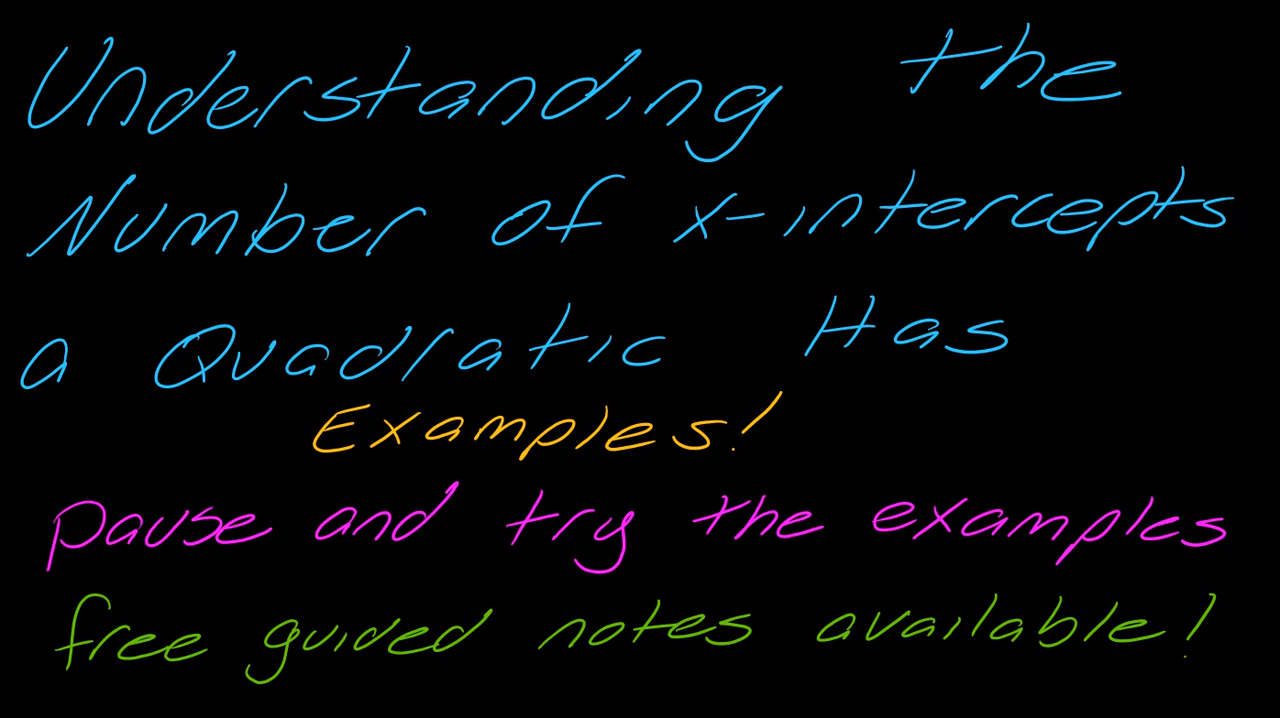 Understanding the
Number of x-intercepts
a Quadratic Has
Examples!
pause and try the examples
free guided notes available!